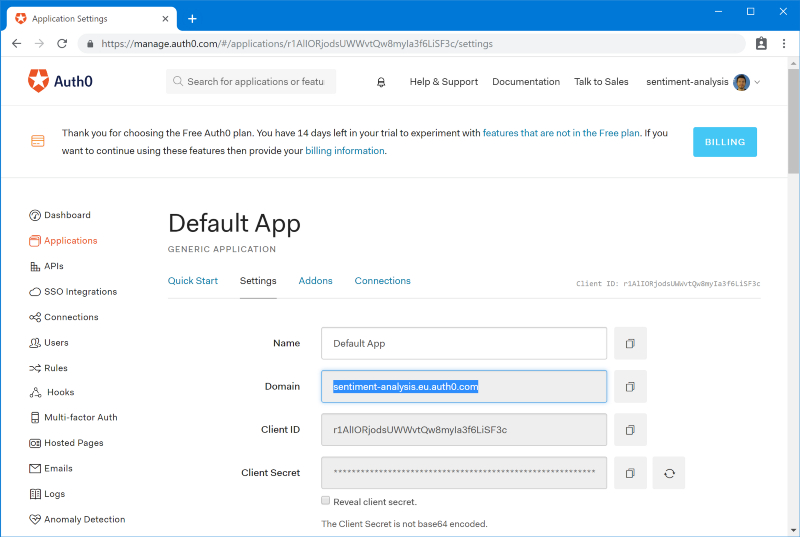 Application Settings
https://manage.auth0.com/#/applications/r1AlIORjodsUWWvtQw8myIa3f6LiSF3c/settings
Auth0
Search for applications or featu
Help & Support
Documentation
Talk to Sales
sentiment-analysis
Thank you for choosing the Free Auth0 plan. You have 14 days left in your trial to experiment with features that are not in the Free plan. If you
want to continue using these features then provide your billing information.
BILLING
Dashboard
Applications
APIs
SSO Integrations
Connections
Users
Rules
Hooks
Multi-factor Auth
Hosted Pages
Emails
Logs
Anomaly Detection
Default App
GENERIC APPLICATION
Quick Start
Settings
Addons
Connections
Client ID: r1AlIORjodsUWWvtQw8myIa3f6LiSF3c
Name
Default App
Domain
sentiment-analysis.eu.auth0.com
Client ID
r1AlIORjodsUWWvtQw8myIa3f6LiSF3c
Client Secret
****************************************************************
Reveal client secret.
The Client Secret is not base64 encoded.